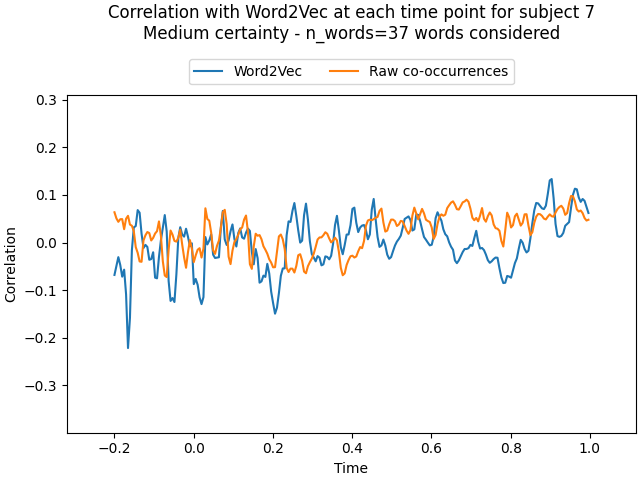 Correlation with Word2Vec at each time point for subject 7
Medium certainty - n_words=37 words considered
Word2Vec
Raw co-occurrences
0.3
0.2
0.1
0.0
−0.1
−0.2
−0.3
Correlation
−0.2
0.0
0.2
0.4
0.6
0.8
1.0
Time